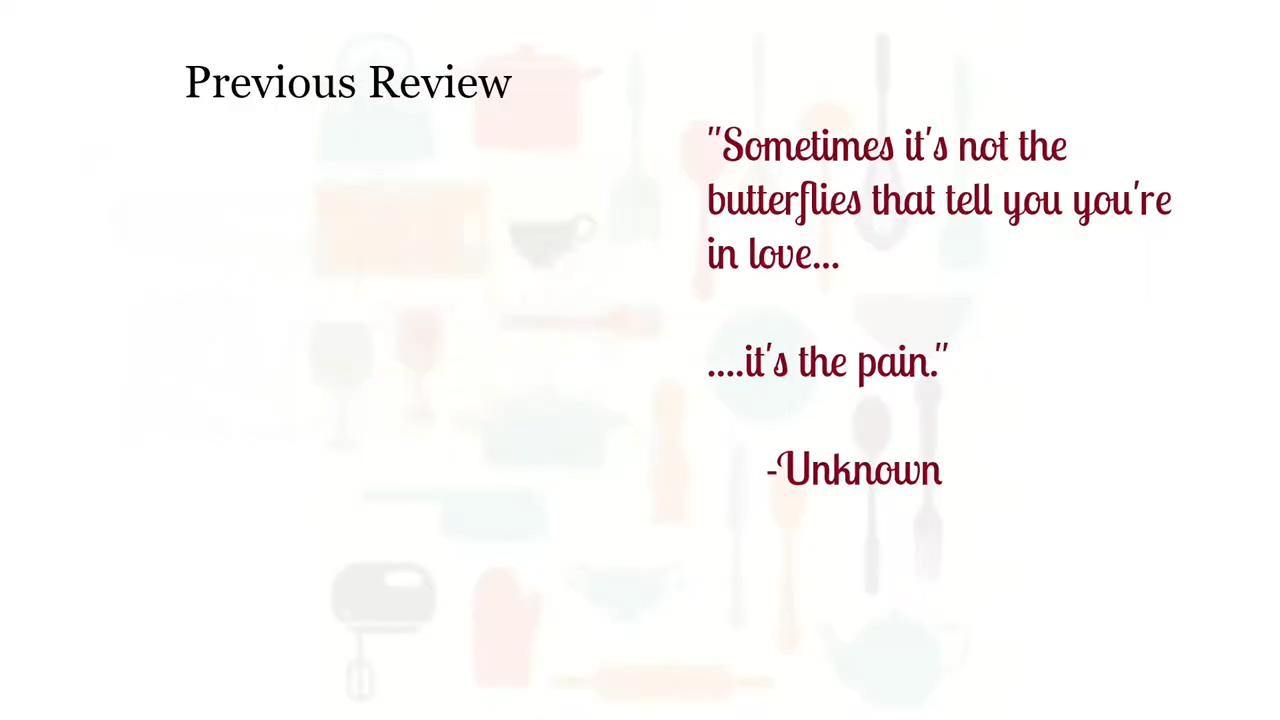 Previous Review
"Sometimes it's not the
butterflies that tell you you're
in love...
....it's the pain."
-Unknown